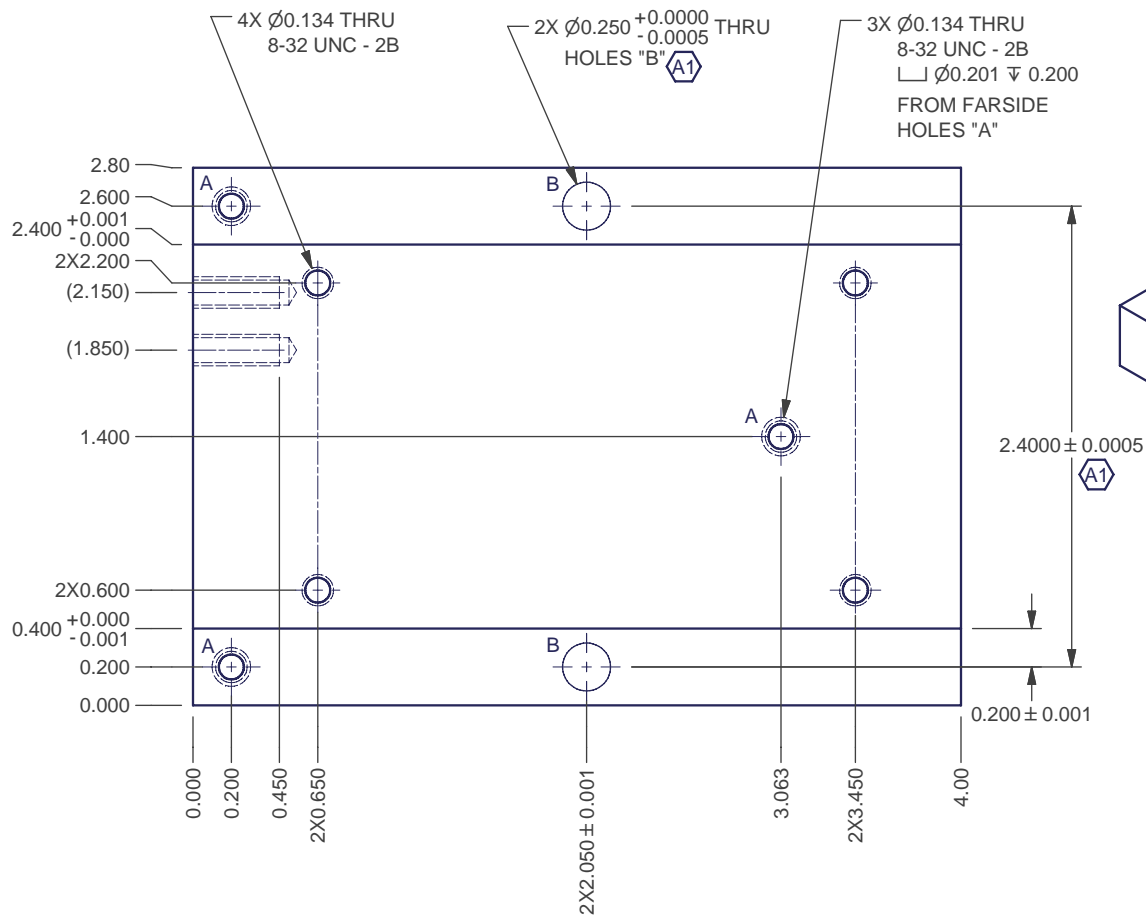 4X Ø0.134 THRU
8-32 UNC - 2B
2X Ø0.250 +0.0000 -0.0005 THRU
HOLES "B" A1
3X Ø0.134 THRU
8-32 UNC - 2B
⌴ Ø0.201 ↧ 0.200
FROM FARSIDE
HOLES "A"
2.80
2.600
2.400 +0.001 -0.000
2X2.200
(2.150)
(1.850)
1.400
2X0.600
0.400 +0.000 -0.001
0.200
0.000
A
B
A
A
B
2.4000 ± 0.0005
A1
0.200 ± 0.001
0.000
0.200
0.450
2X0.650
2X2.050 ± 0.001
3.063
2X3.450
4.00